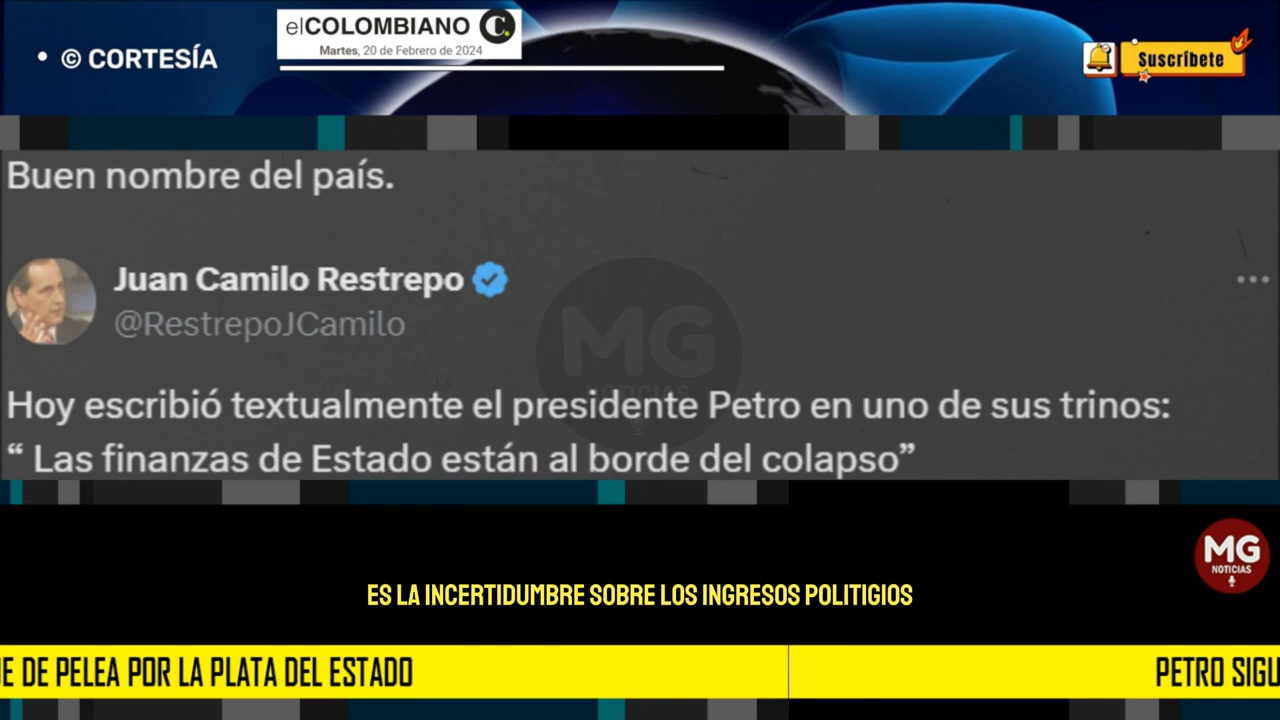 • © CORTESÍA
elCOLOMBIANO C.
Martes, 20 de Febrero de 2024
Suscríbete
Buen nombre del país.
Juan Camilo Restrepo
@RestrepoJCamilo
Hoy escribió textualmente el presidente Petro en uno de sus trinos:
“ Las finanzas de Estado están al borde del colapso”
MG
NOTICIAS
MG
NOTICIAS
ES LA INCERTIDUMBRE SOBRE LOS INGRESOS POLITIGIOS
E DE PELEA POR LA PLATA DEL ESTADO
PETRO SIGU